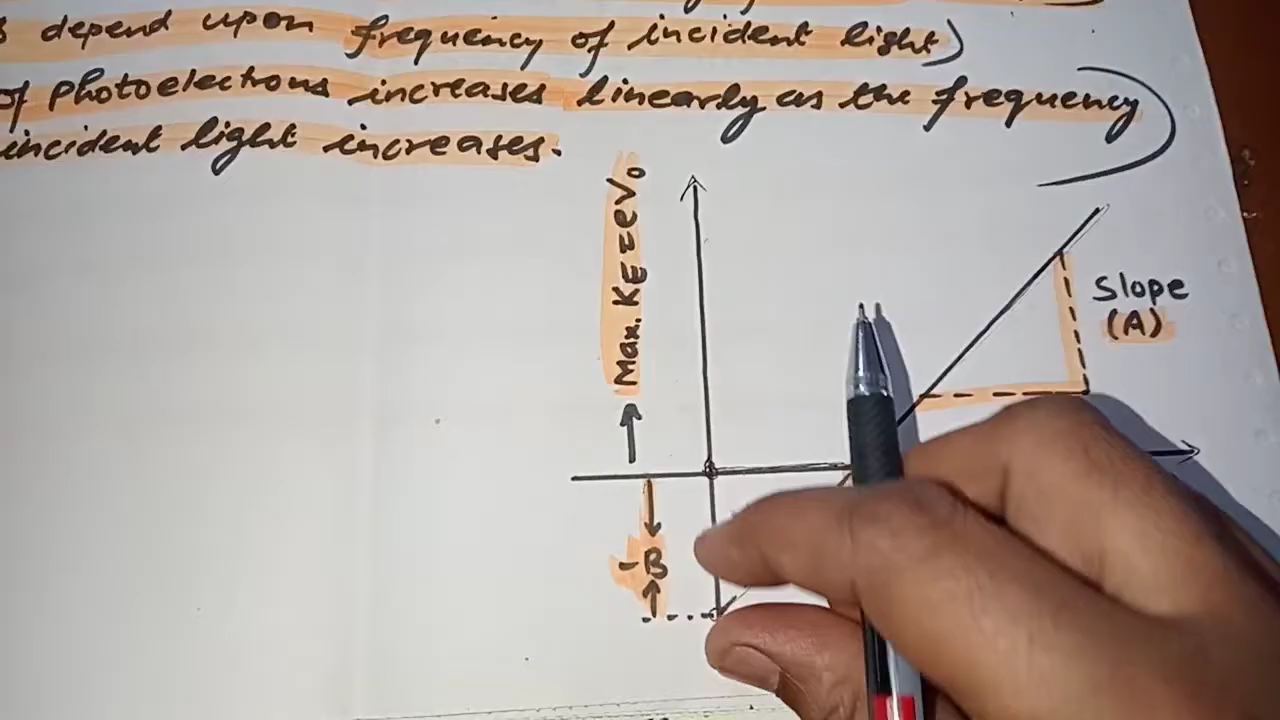 depend upon frequency of incident light)
of photoelectrons increases linearly as the frequency
incident light increases.
Max. KE = eV₀
Slope
(A)
-B